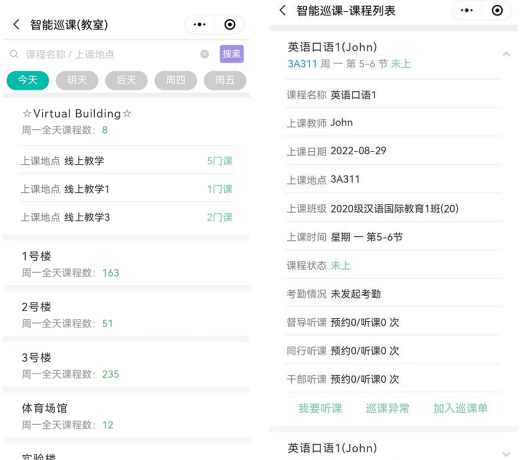 智能巡课(教室)
课程名称 / 上课地点
搜索
今天 明天 后天 周四 周五
☆Virtual Building☆
周一全天课程数: 8
上课地点 线上教学 5门课
上课地点 线上教学1 1门课
上课地点 线上教学3 2门课
1号楼
周一全天课程数: 163
2号楼
周一全天课程数: 51
3号楼
周一全天课程数: 235
体育场馆
周一全天课程数: 12
实验楼
智能巡课-课程列表
英语口语1(John)
3A311 周 一 第 5-6 节 未上
课程名称 英语口语1
上课教师 John
上课日期 2022-08-29
上课地点 3A311
上课班级 2020级汉语国际教育1班(20)
上课时间 星期 一 第5-6节
课程状态 未上
考勤情况 未发起考勤
督导听课 预约0/听课0 次
同行听课 预约0/听课0 次
干部听课 预约0/听课0 次
我要听课 巡课异常 加入巡课单
英语口语1(John)